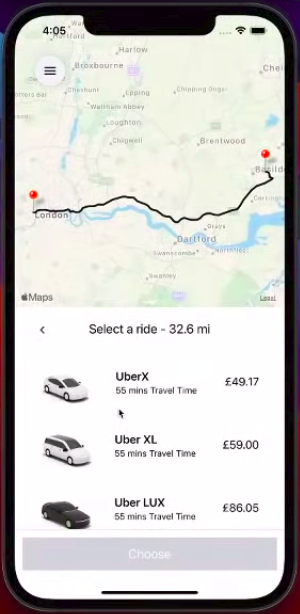 4:05
Harlow
Broxbourne
Cheshunt
Epping
Chipping Ongar
Waltham Abbey
Loughton
Chigwell
Brentwood
London
Grays
Dartford
Swanscombe
Swanley
Maps
Legal
Select a ride - 32.6 mi
UberX
55 mins Travel Time
£49.17
Uber XL
55 mins Travel Time
£59.00
Uber LUX
55 mins Travel Time
£86.05
Choose